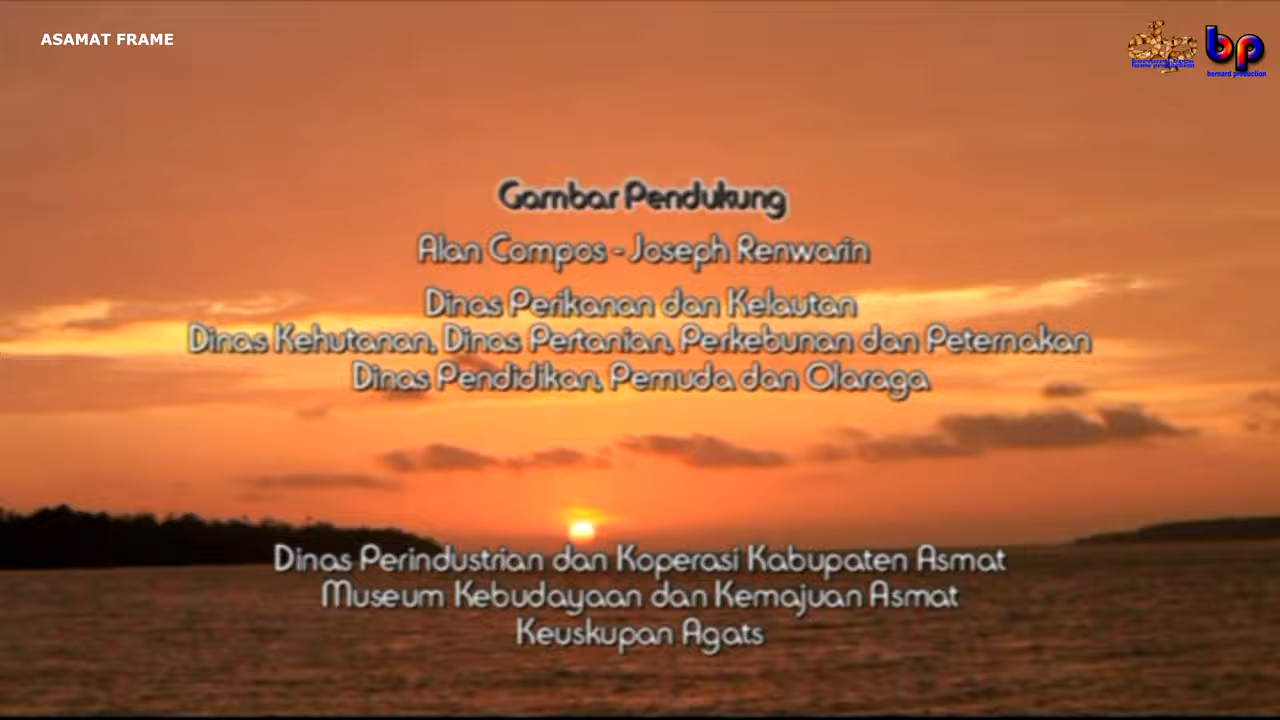 ASAMAT FRAME
bp
bernard production
Gambar Pendukung
Alan Compos - Joseph Renwarin
Dinas Perikanan dan Kelautan
Dinas Kehutanan, Dinas Pertanian, Perkebunan dan Peternakan
Dinas Pendidikan, Pemuda dan Olaraga
Dinas Perindustrian dan Koperasi Kabupaten Asmat
Museum Kebudayaan dan Kemajuan Asmat
Keuskupan Agats